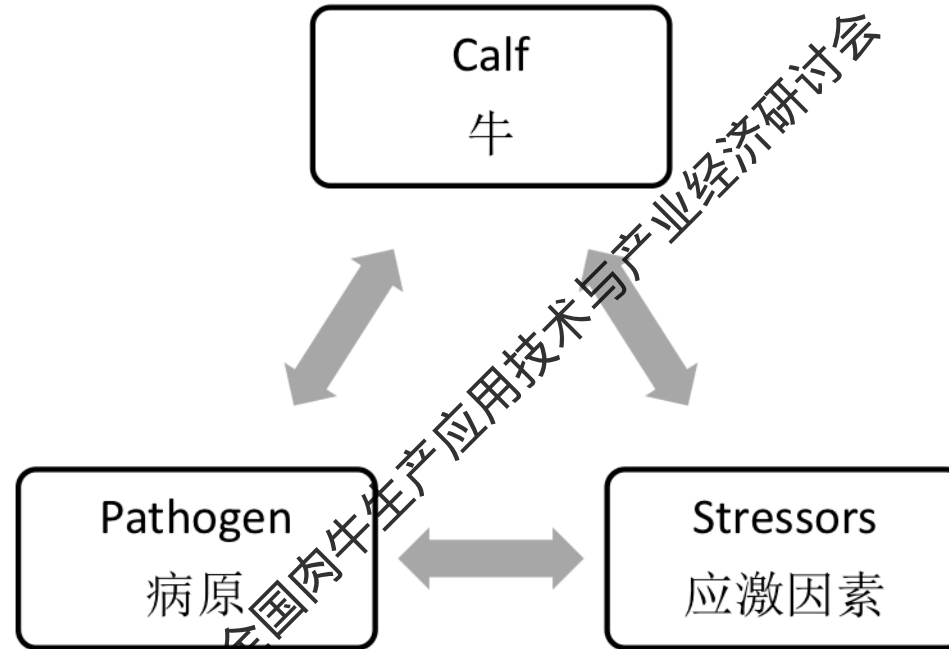 Calf
牛
全国肉牛生产应用技术与产业经济研讨会
Pathogen
病原
Stressors
应激因素